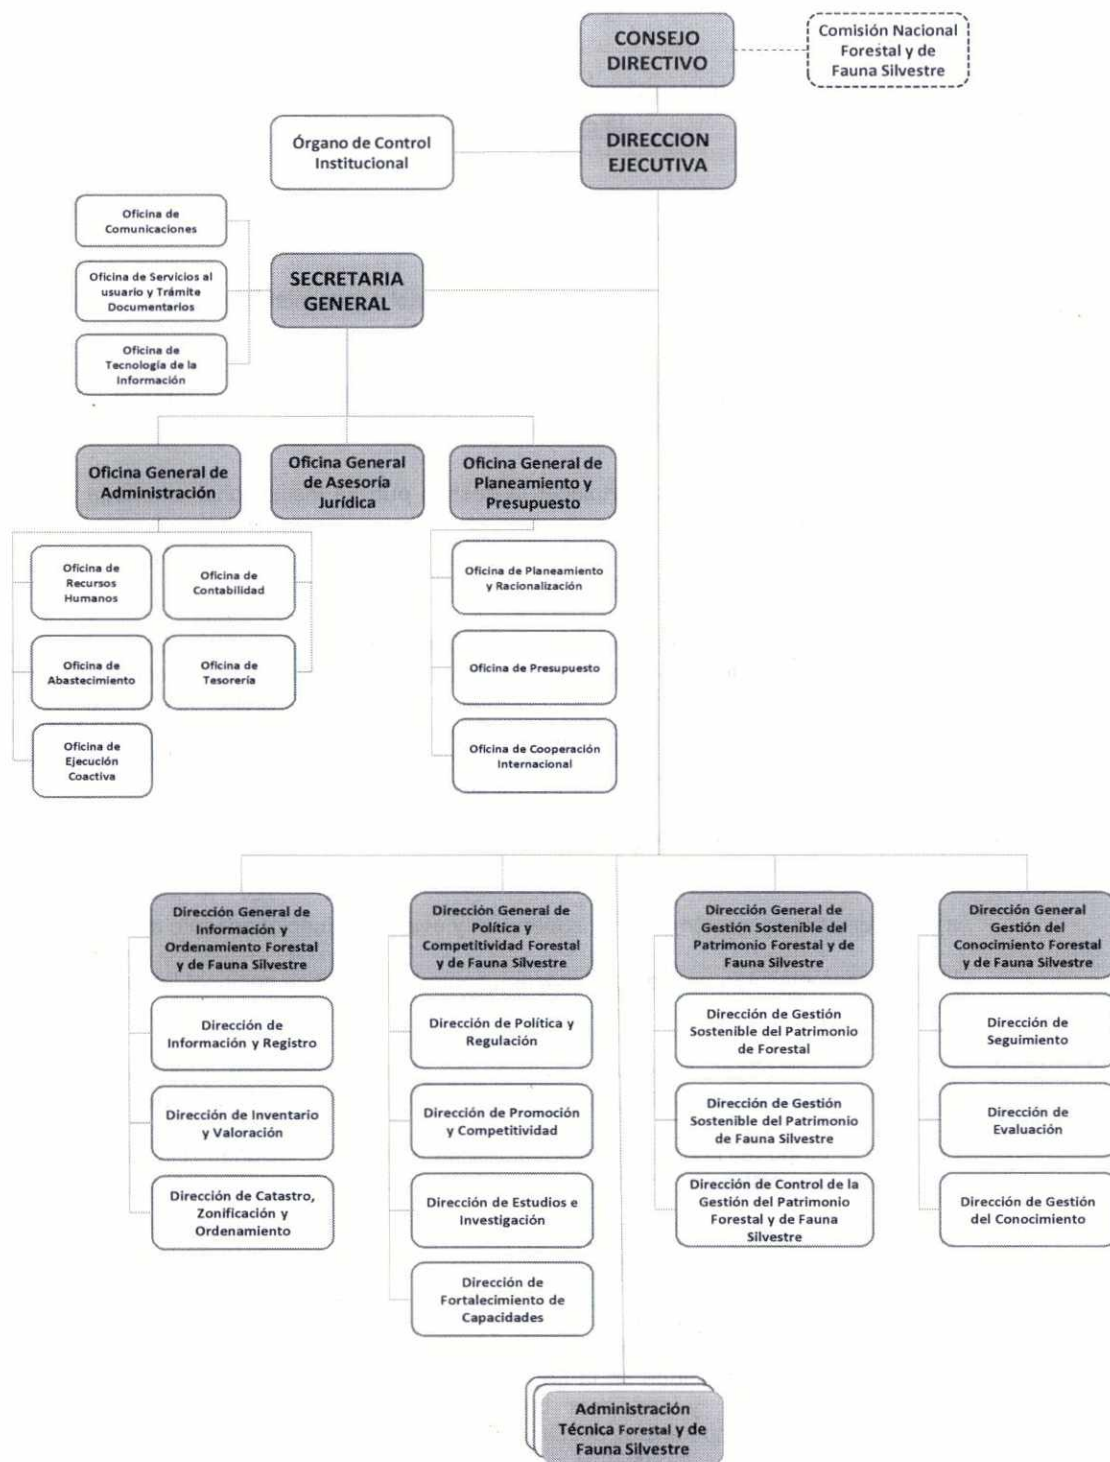 CONSEJO
DIRECTIVO
Comisión Nacional
Forestal y de
Fauna Silvestre
Órgano de Control
Institucional
DIRECCION
EJECUTIVA
Oficina de
Comunicaciones
Oficina de Servicios al
usuario y Trámite
Documentarios
Oficina de
Tecnología de la
Información
SECRETARIA
GENERAL
Oficina General de
Administración
Oficina General
de Asesoría
Jurídica
Oficina General de
Planeamiento y
Presupuesto
Oficina de
Recursos
Humanos
Oficina de
Contabilidad
Oficina de
Abastecimiento
Oficina de
Tesorería
Oficina de
Ejecución
Coactiva
Oficina de Planeamiento
y Racionalización
Oficina de Presupuesto
Oficina de Cooperación
Internacional
Dirección General de
Información y
Ordenamiento Forestal
y de Fauna Silvestre
Dirección de
Información y Registro
Dirección de Inventario
y Valoración
Dirección de Catastro,
Zonificación y
Ordenamiento
Dirección General de
Política y
Competitividad Forestal
y de Fauna Silvestre
Dirección de Política y
Regulación
Dirección de Promoción
y Competitividad
Dirección de Estudios e
Investigación
Dirección de
Fortalecimiento de
Capacidades
Dirección General de
Gestión Sostenible del
Patrimonio Forestal y de
Fauna Silvestre
Dirección de Gestión
Sostenible del Patrimonio
de Forestal
Dirección de Gestión
Sostenible del Patrimonio
de Fauna Silvestre
Dirección de Control de la
Gestión del Patrimonio
Forestal y de Fauna
Silvestre
Dirección General
Gestión del
Conocimiento Forestal
y de Fauna Silvestre
Dirección de
Seguimiento
Dirección de
Evaluación
Dirección de Gestión
del Conocimiento
Administración
Técnica Forestal y de
Fauna Silvestre